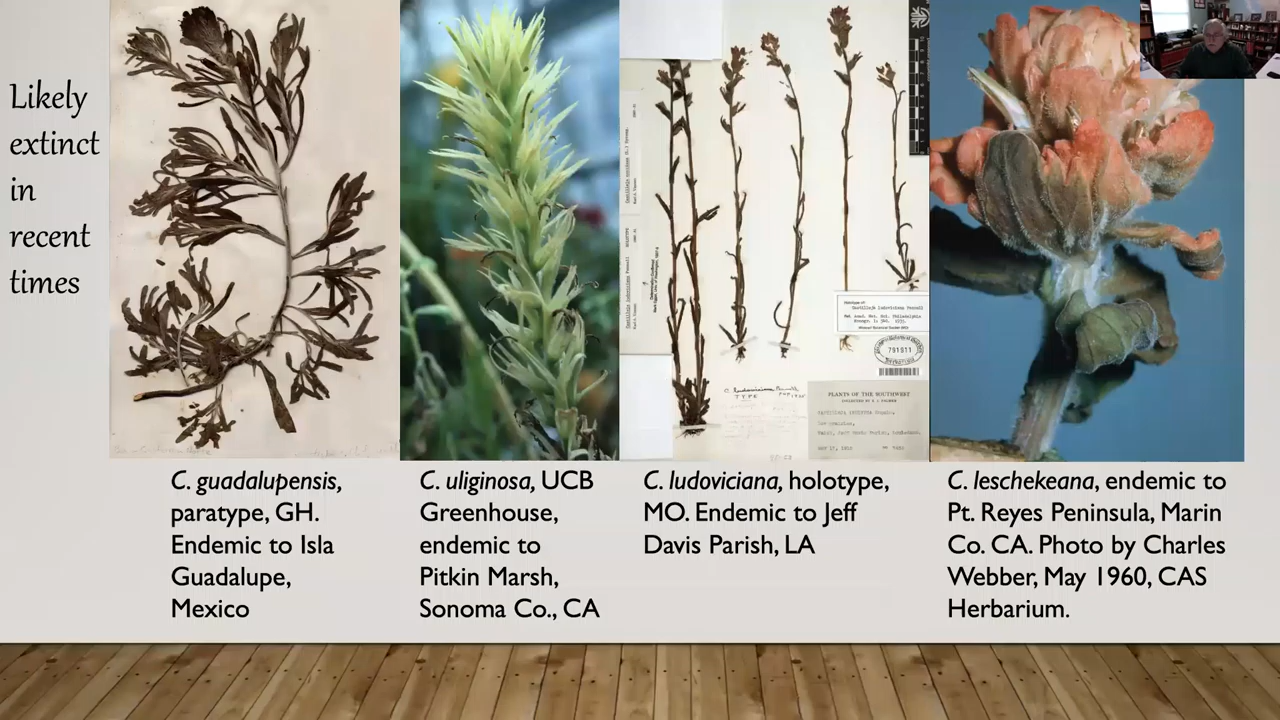 Likely
extinct
in
recent
times
C. guadalupensis,
paratype, GH.
Endemic to Isla
Guadalupe,
Mexico
C. uliginosa, UCB
Greenhouse,
endemic to
Pitkin Marsh,
Sonoma Co., CA
C. ludoviciana, holotype,
MO. Endemic to Jeff
Davis Parish, LA
C. leschekeana, endemic to
Pt. Reyes Peninsula, Marin
Co. CA. Photo by Charles
Webber, May 1960, CAS
Herbarium.
PLANTS OF THE SOUTHWEST